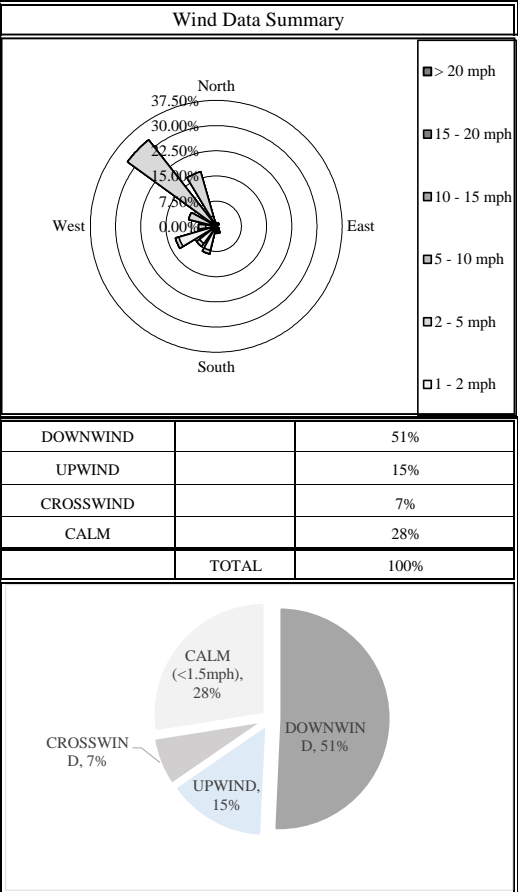 Wind Data Summary
North
37.50%
30.00%
22.50%
15.00%
7.50%
0.00%
West
East
South
> 20 mph
15 - 20 mph
10 - 15 mph
5 - 10 mph
2 - 5 mph
1 - 2 mph
DOWNWIND 51%
UPWIND 15%
CROSSWIND 7%
CALM 28%
TOTAL 100%
CALM
(<1.5mph),
28%
DOWNWIN
D, 51%
CROSSWIN
D, 7%
UPWIND,
15%